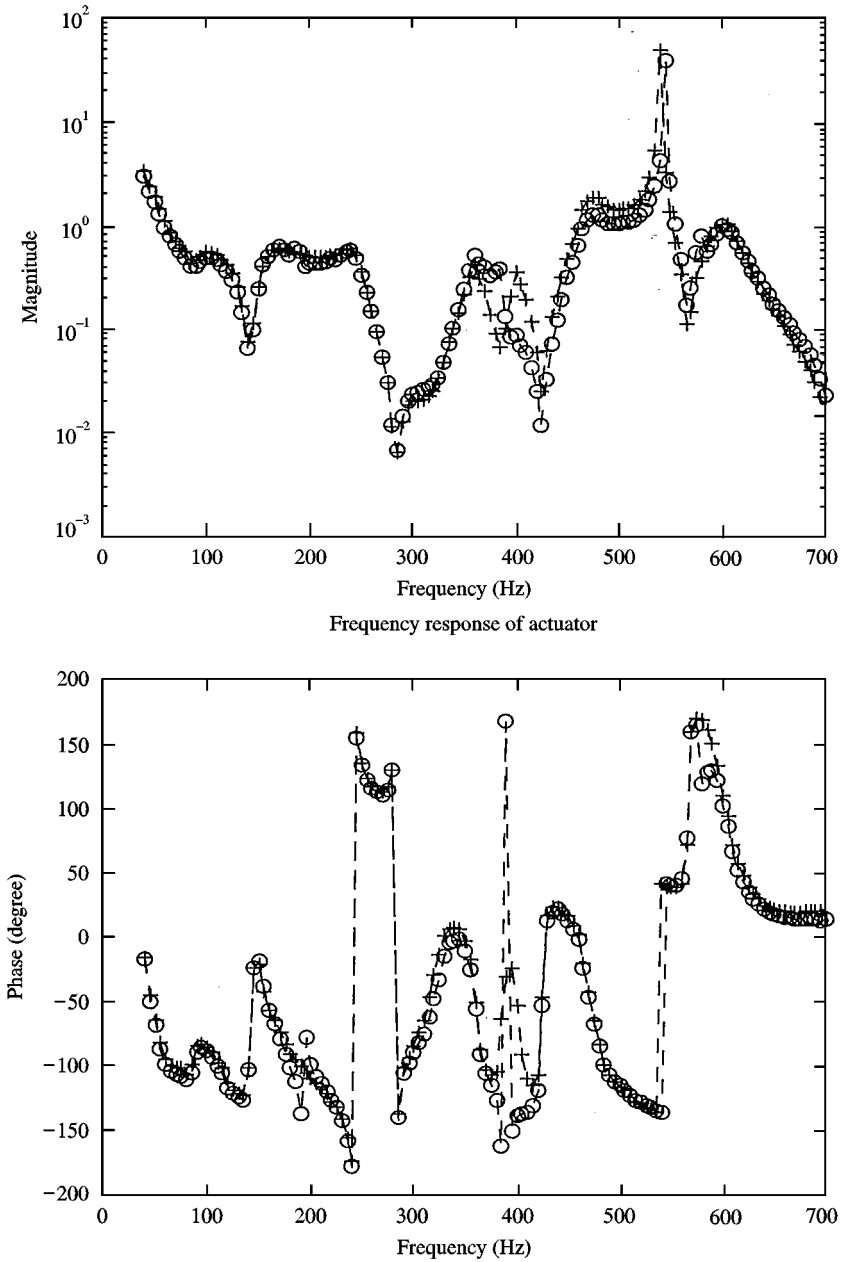 10^2
10^1
10^0
10^-1
10^-2
10^-3
Magnitude
0 100 200 300 400 500 600 700
Frequency (Hz)
Frequency response of actuator
200
150
100
50
0
−50
−100
−150
−200
Phase (degree)
0 100 200 300 400 500 600 700
Frequency (Hz)